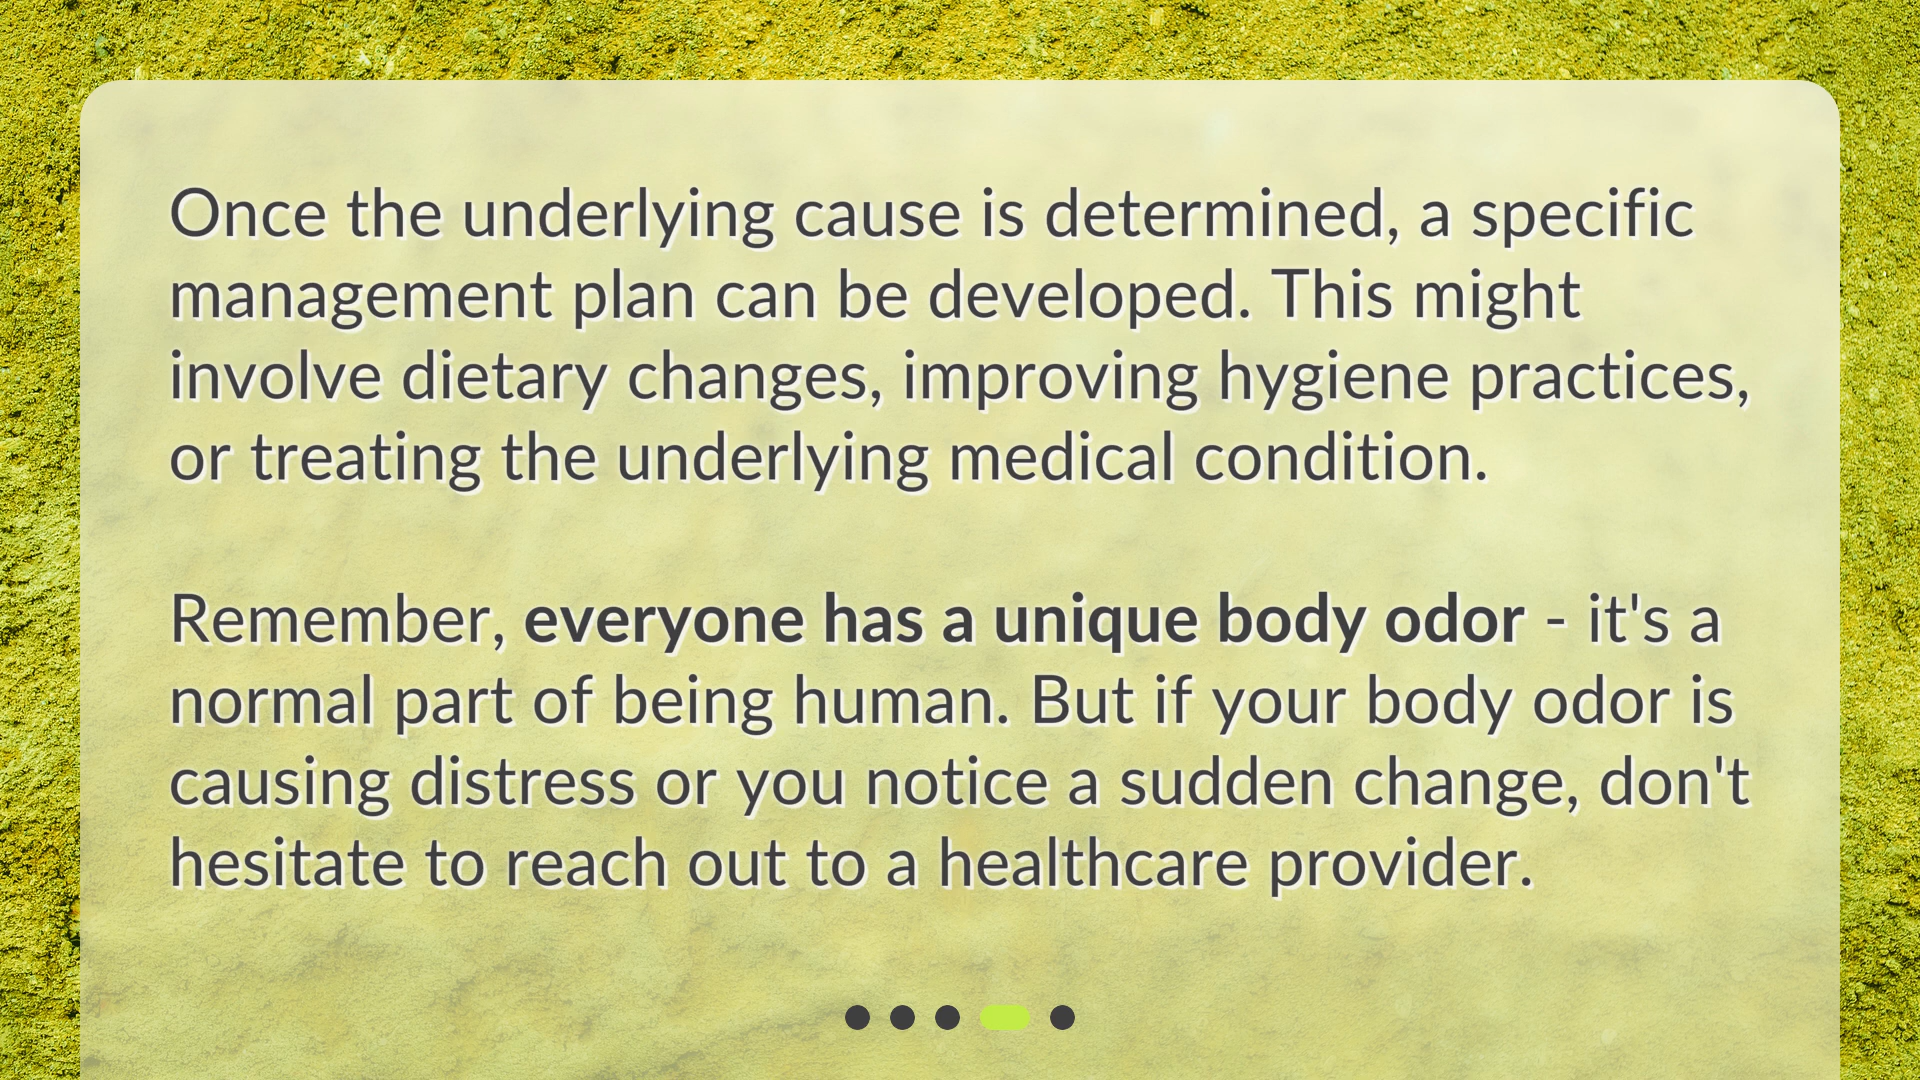 Once the underlying cause is determined, a specific
management plan can be developed. This might
involve dietary changes, improving hygiene practices,
or treating the underlying medical condition.
Remember, everyone has a unique body odor - it's a
normal part of being human. But if your body odor is
causing distress or you notice a sudden change, don't
hesitate to reach out to a healthcare provider.